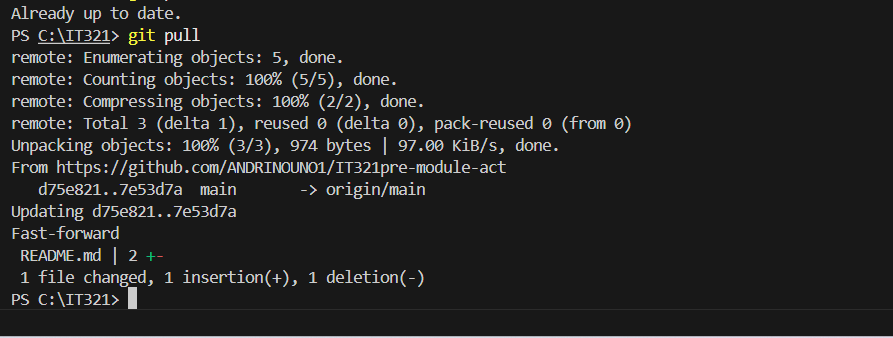 Already up to date.
PS C:\IT321> git pull
remote: Enumerating objects: 5, done.
remote: Counting objects: 100% (5/5), done.
remote: Compressing objects: 100% (2/2), done.
remote: Total 3 (delta 1), reused 0 (delta 0), pack-reused 0 (from 0)
Unpacking objects: 100% (3/3), 974 bytes | 97.00 KiB/s, done.
From https://github.com/ANDRINOUNO1/IT321pre-module-act
   d75e821..7e53d7a  main       -> origin/main
Updating d75e821..7e53d7a
Fast-forward
 README.md | 2 +-
 1 file changed, 1 insertion(+), 1 deletion(-)
PS C:\IT321>